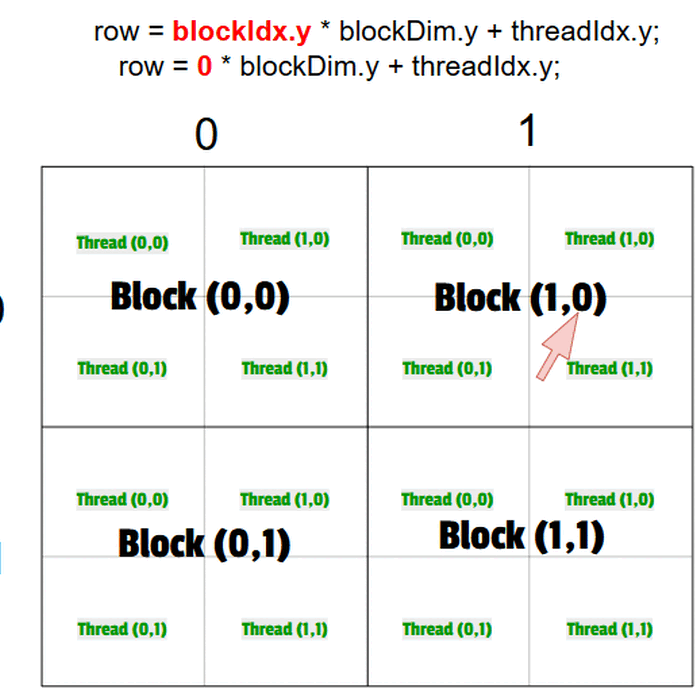 row = blockIdx.y * blockDim.y + threadIdx.y;
row = 0 * blockDim.y + threadIdx.y;
0 1
Thread (0,0) Thread (1,0) Thread (0,0) Thread (1,0)
Block (0,0) Block (1,0)
Thread (0,1) Thread (1,1) Thread (0,1) Thread (1,1)
Thread (0,0) Thread (1,0) Thread (0,0) Thread (1,0)
Block (0,1) Block (1,1)
Thread (0,1) Thread (1,1) Thread (0,1) Thread (1,1)